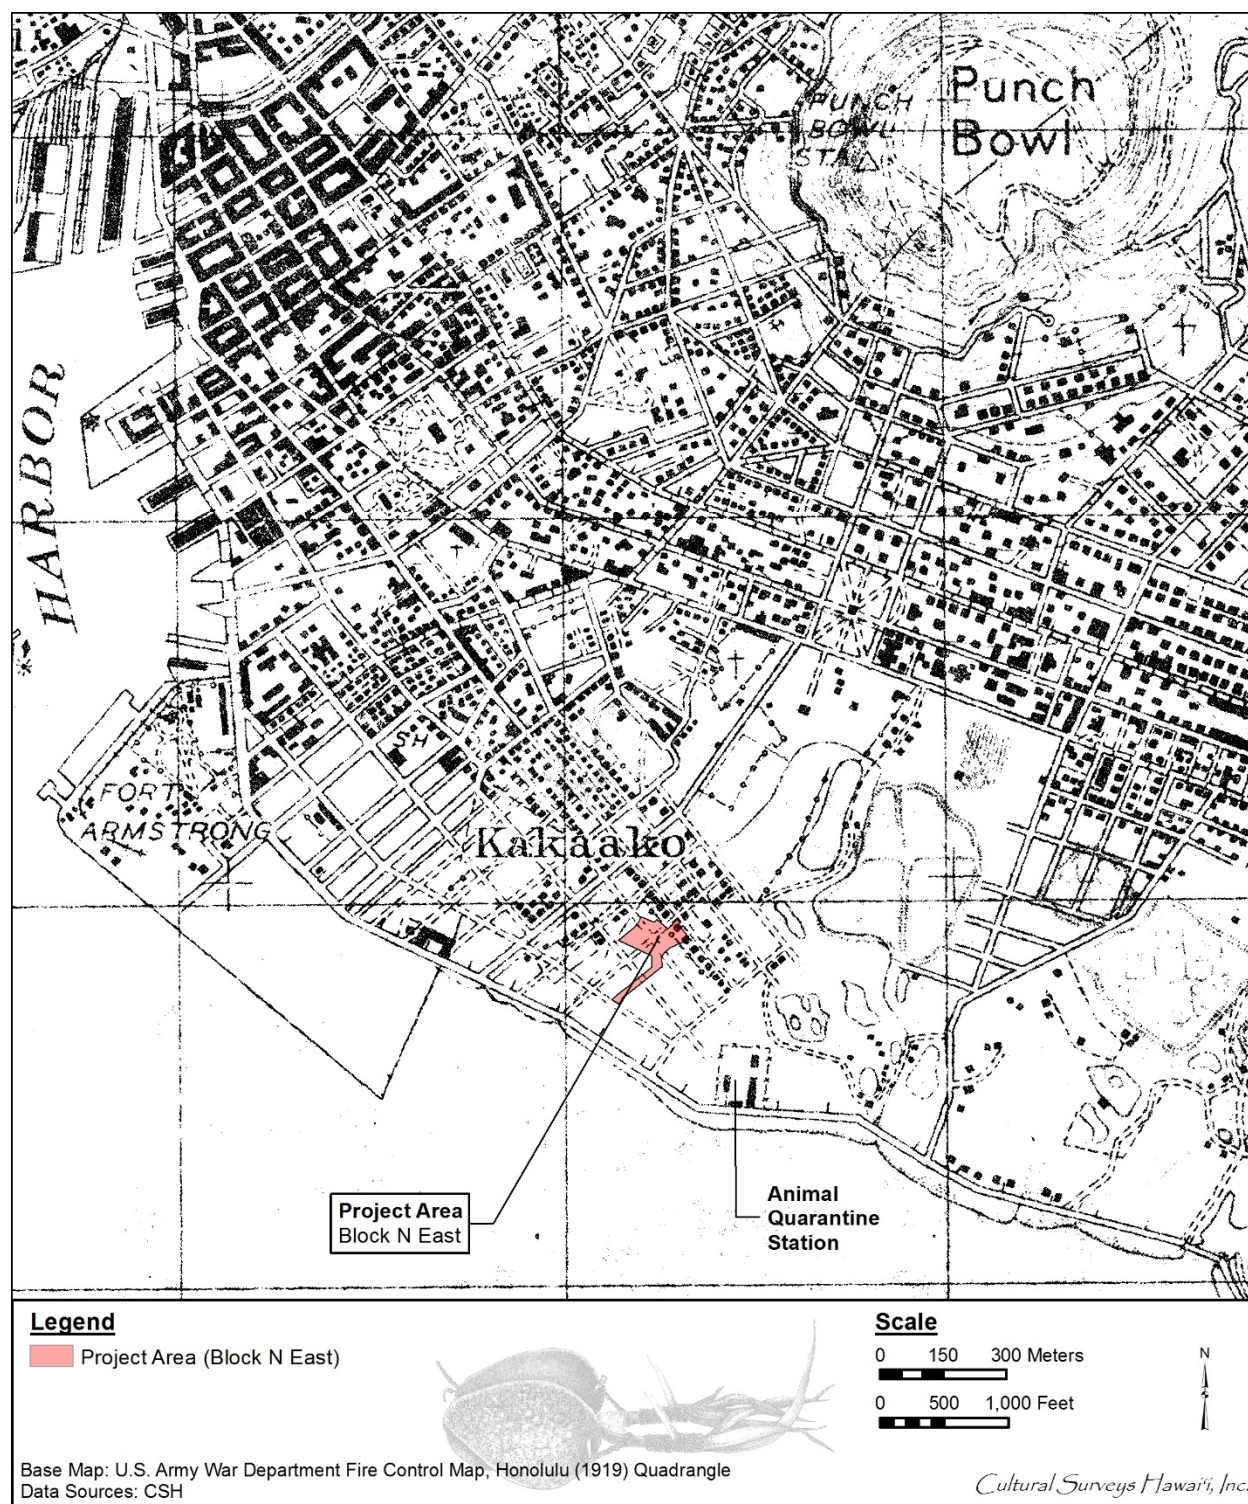 Punch
Bowl
PUNCH
BOWL
STA
HARBOR
SH
FORT
ARMSTRONG
Kakaako
Project Area
Block N East
Animal
Quarantine
Station
Legend
Project Area (Block N East)
Scale
0 150 300 Meters
0 500 1,000 Feet
N
Base Map: U.S. Army War Department Fire Control Map, Honolulu (1919) Quadrangle
Data Sources: CSH
Cultural Surveys Hawai‘i, Inc.